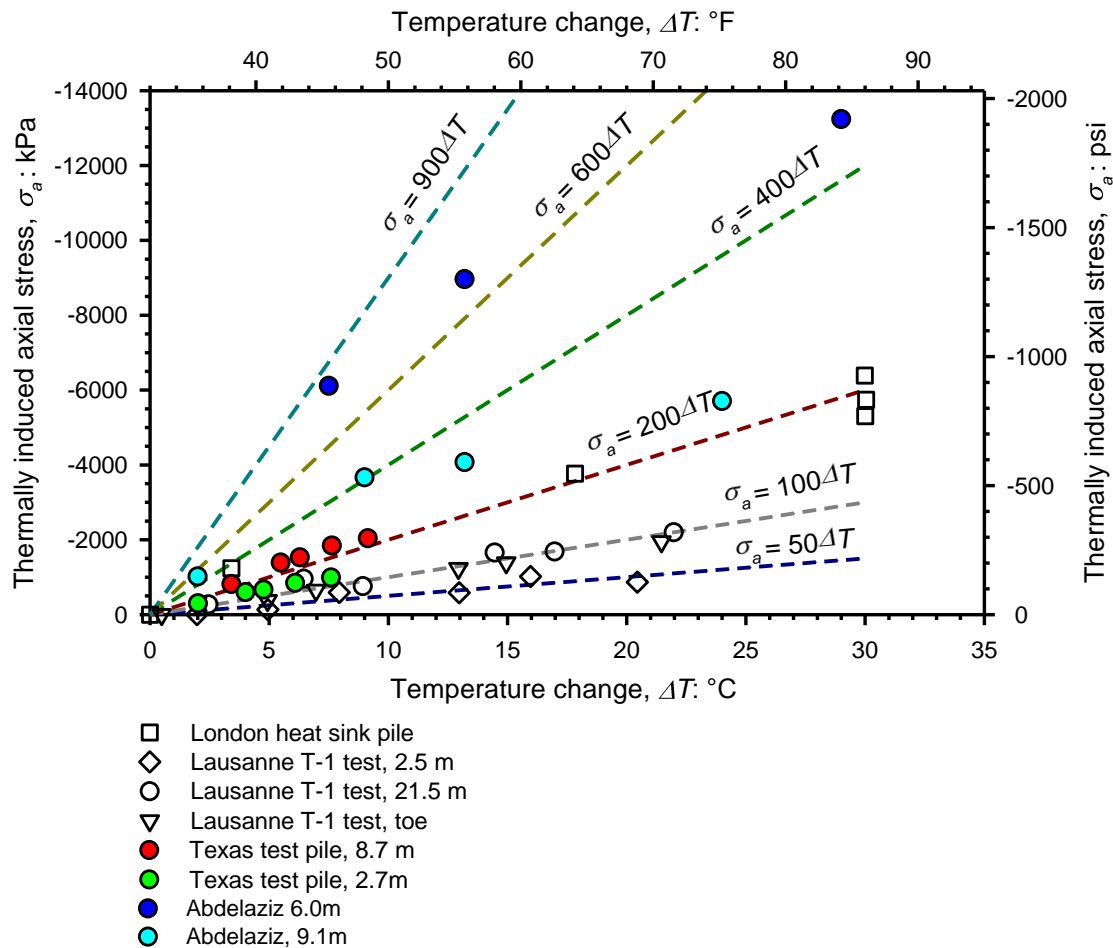 Temperature change, ΔT: °F
40 50 60 70 80 90
Thermally induced axial stress, σa: kPa
-14000
-12000
-10000
-8000
-6000
-4000
-2000
0
σa= 900ΔT
σa= 600ΔT
σa= 400ΔT
σa= 200ΔT
σa= 100ΔT
σa= 50ΔT
-2000
-1500
-1000
-500
0
Thermally induced axial stress, σa: psi
0 5 10 15 20 25 30 35
Temperature change, ΔT: °C
London heat sink pile
Lausanne T-1 test, 2.5 m
Lausanne T-1 test, 21.5 m
Lausanne T-1 test, toe
Texas test pile, 8.7 m
Texas test pile, 2.7m
Abdelaziz 6.0m
Abdelaziz, 9.1m